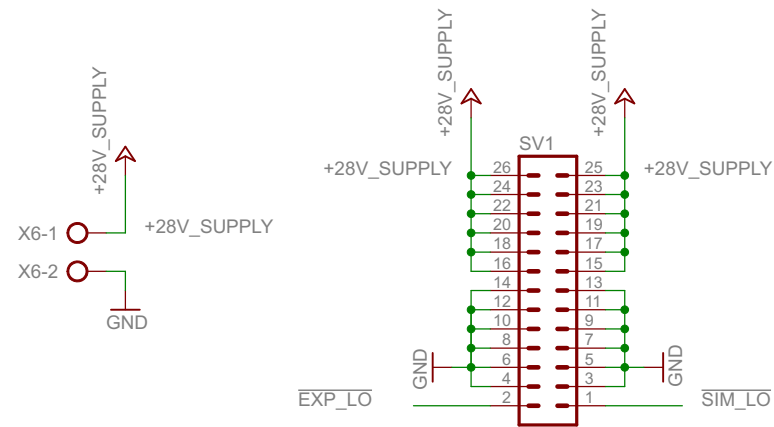 +28V_SUPPLY
+28V_SUPPLY
X6-1
X6-2
GND
+28V_SUPPLY
+28V_SUPPLY
SV1
+28V_SUPPLY
+28V_SUPPLY
26 25
24 23
22 21
20 19
18 17
16 15
14 13
12 11
10 9
8 7
6 5
4 3
2 1
GND
GND
EXP_LO
SIM_LO